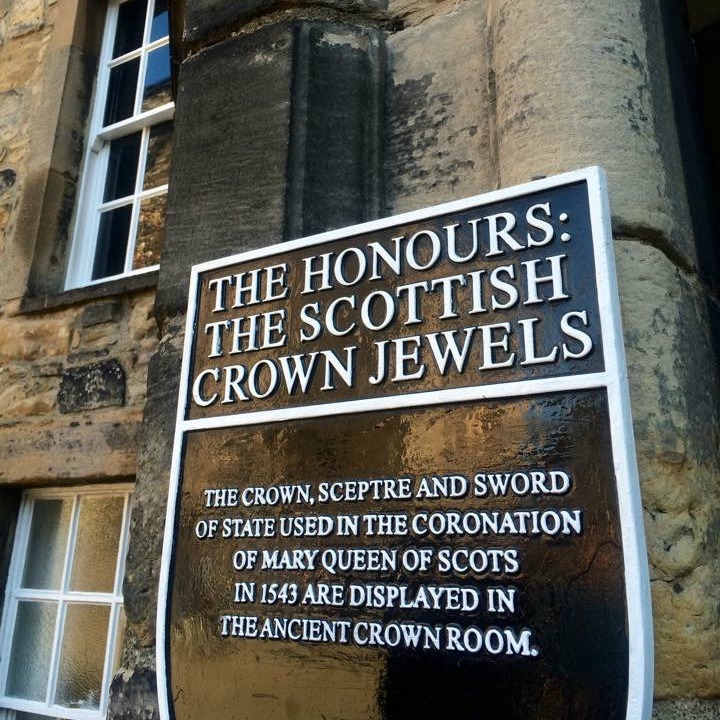 THE HONOURS:
THE SCOTTISH
CROWN JEWELS
THE CROWN, SCEPTRE AND SWORD
OF STATE USED IN THE CORONATION
OF MARY QUEEN OF SCOTS
IN 1543 ARE DISPLAYED IN
THE ANCIENT CROWN ROOM.